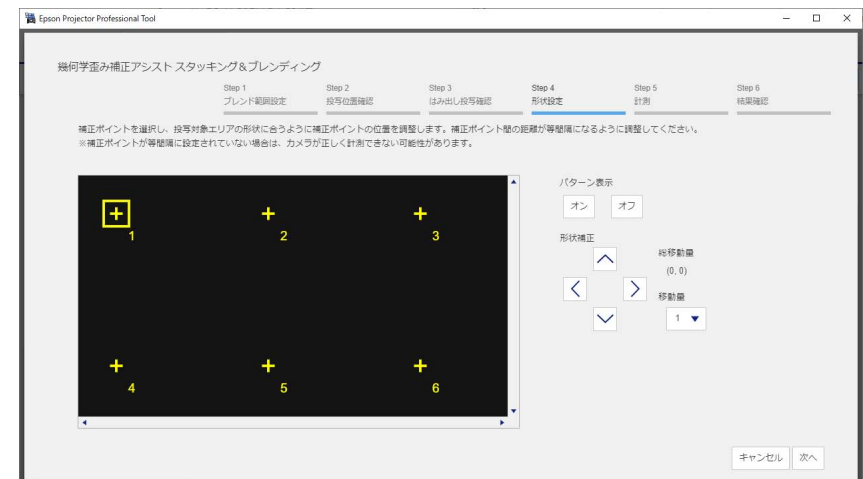 Epson Projector Professional Tool
幾何学歪み補正アシスト スタッキング&ブレンディング
Step 1 Step 2 Step 3 Step 4 Step 5 Step 6
ブレンド範囲設定 投写位置確認 はみ出し投写確認 形状設定 計測 結果確認
補正ポイントを選択し、投写対象エリアの形状に合うように補正ポイントの位置を調整します。補正ポイント間の距離が等間隔になるように調整してください。
※補正ポイントが等間隔に設定されていない場合は、カメラが正しく計測できない可能性があります。
パターン表示
オン オフ
1 2 3
形状補正
総移動量
(0, 0)
移動量
1
4 5 6
キャンセル 次へ